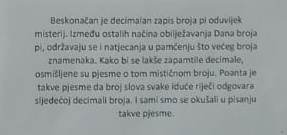 Beskonačan je decimalan zapis broja pi oduvijek
misterij. Između ostalih načina obilježavanja Dana broja
pi, održavaju se i natjecanja u pamćenju što većeg broja
znamenaka. Kako bi se lakše zapamtile decimale,
osmišljene su pjesme o tom mističnom broju. Poanta je
takve pjesme da broj slova svake iduće riječi odgovara
sljedećoj decimali broja. I sami smo se okušali u pisanju
takve pjesme.